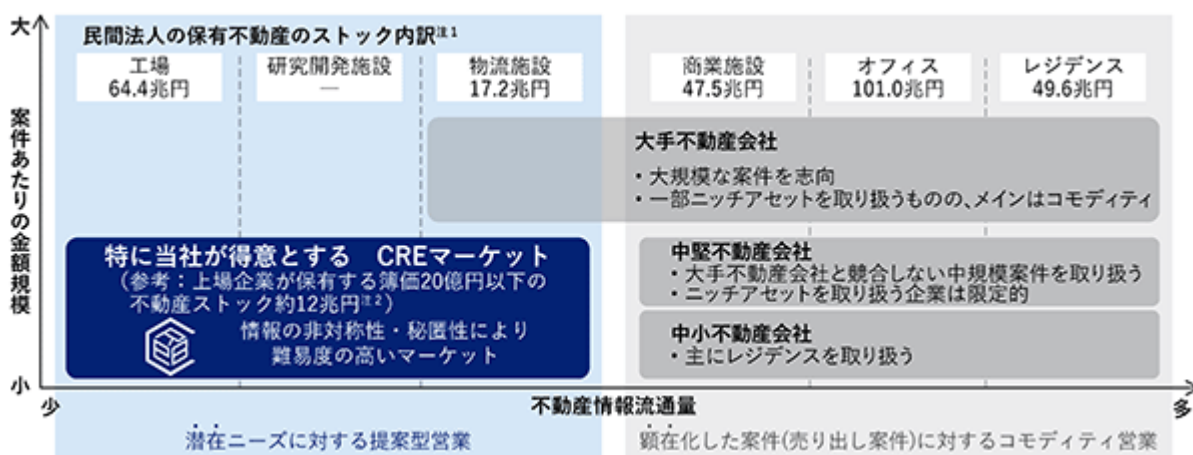 大
民間法人の保有不動産のストック内訳注1
工場
64.4兆円
研究開発施設
—
物流施設
17.2兆円
商業施設
47.5兆円
オフィス
101.0兆円
レジデンス
49.6兆円
案件あたりの金額規模
大手不動産会社
・大規模な案件を志向
・一部ニッチアセットを取り扱うものの、メインはコモディティ
特に当社が得意とする CREマーケット
（参考：上場企業が保有する簿価20億円以下の
不動産ストック約12兆円注2）
情報の非対称性・秘匿性により
難易度の高いマーケット
中堅不動産会社
・大手不動産会社と競合しない中規模案件を取り扱う
・ニッチアセットを取り扱う企業は限定的
中小不動産会社
・主にレジデンスを取り扱う
小
少
不動産情報流通量
多
潜在ニーズに対する提案型営業
顕在化した案件(売り出し案件)に対するコモディティ営業